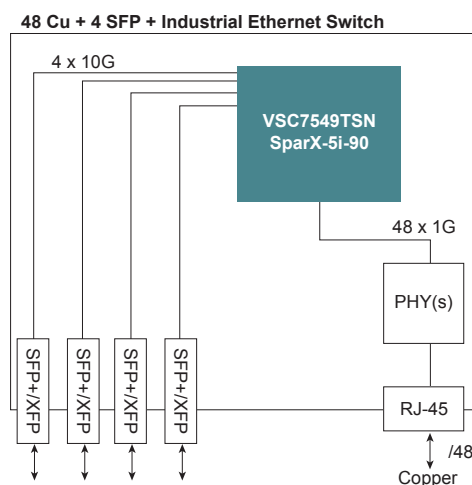 48 Cu + 4 SFP + Industrial Ethernet Switch
4 x 10G
VSC7549TSN
SparX-5i-90
48 x 1G
PHY(s)
SFP+/XFP
SFP+/XFP
SFP+/XFP
SFP+/XFP
RJ-45
/48
Copper